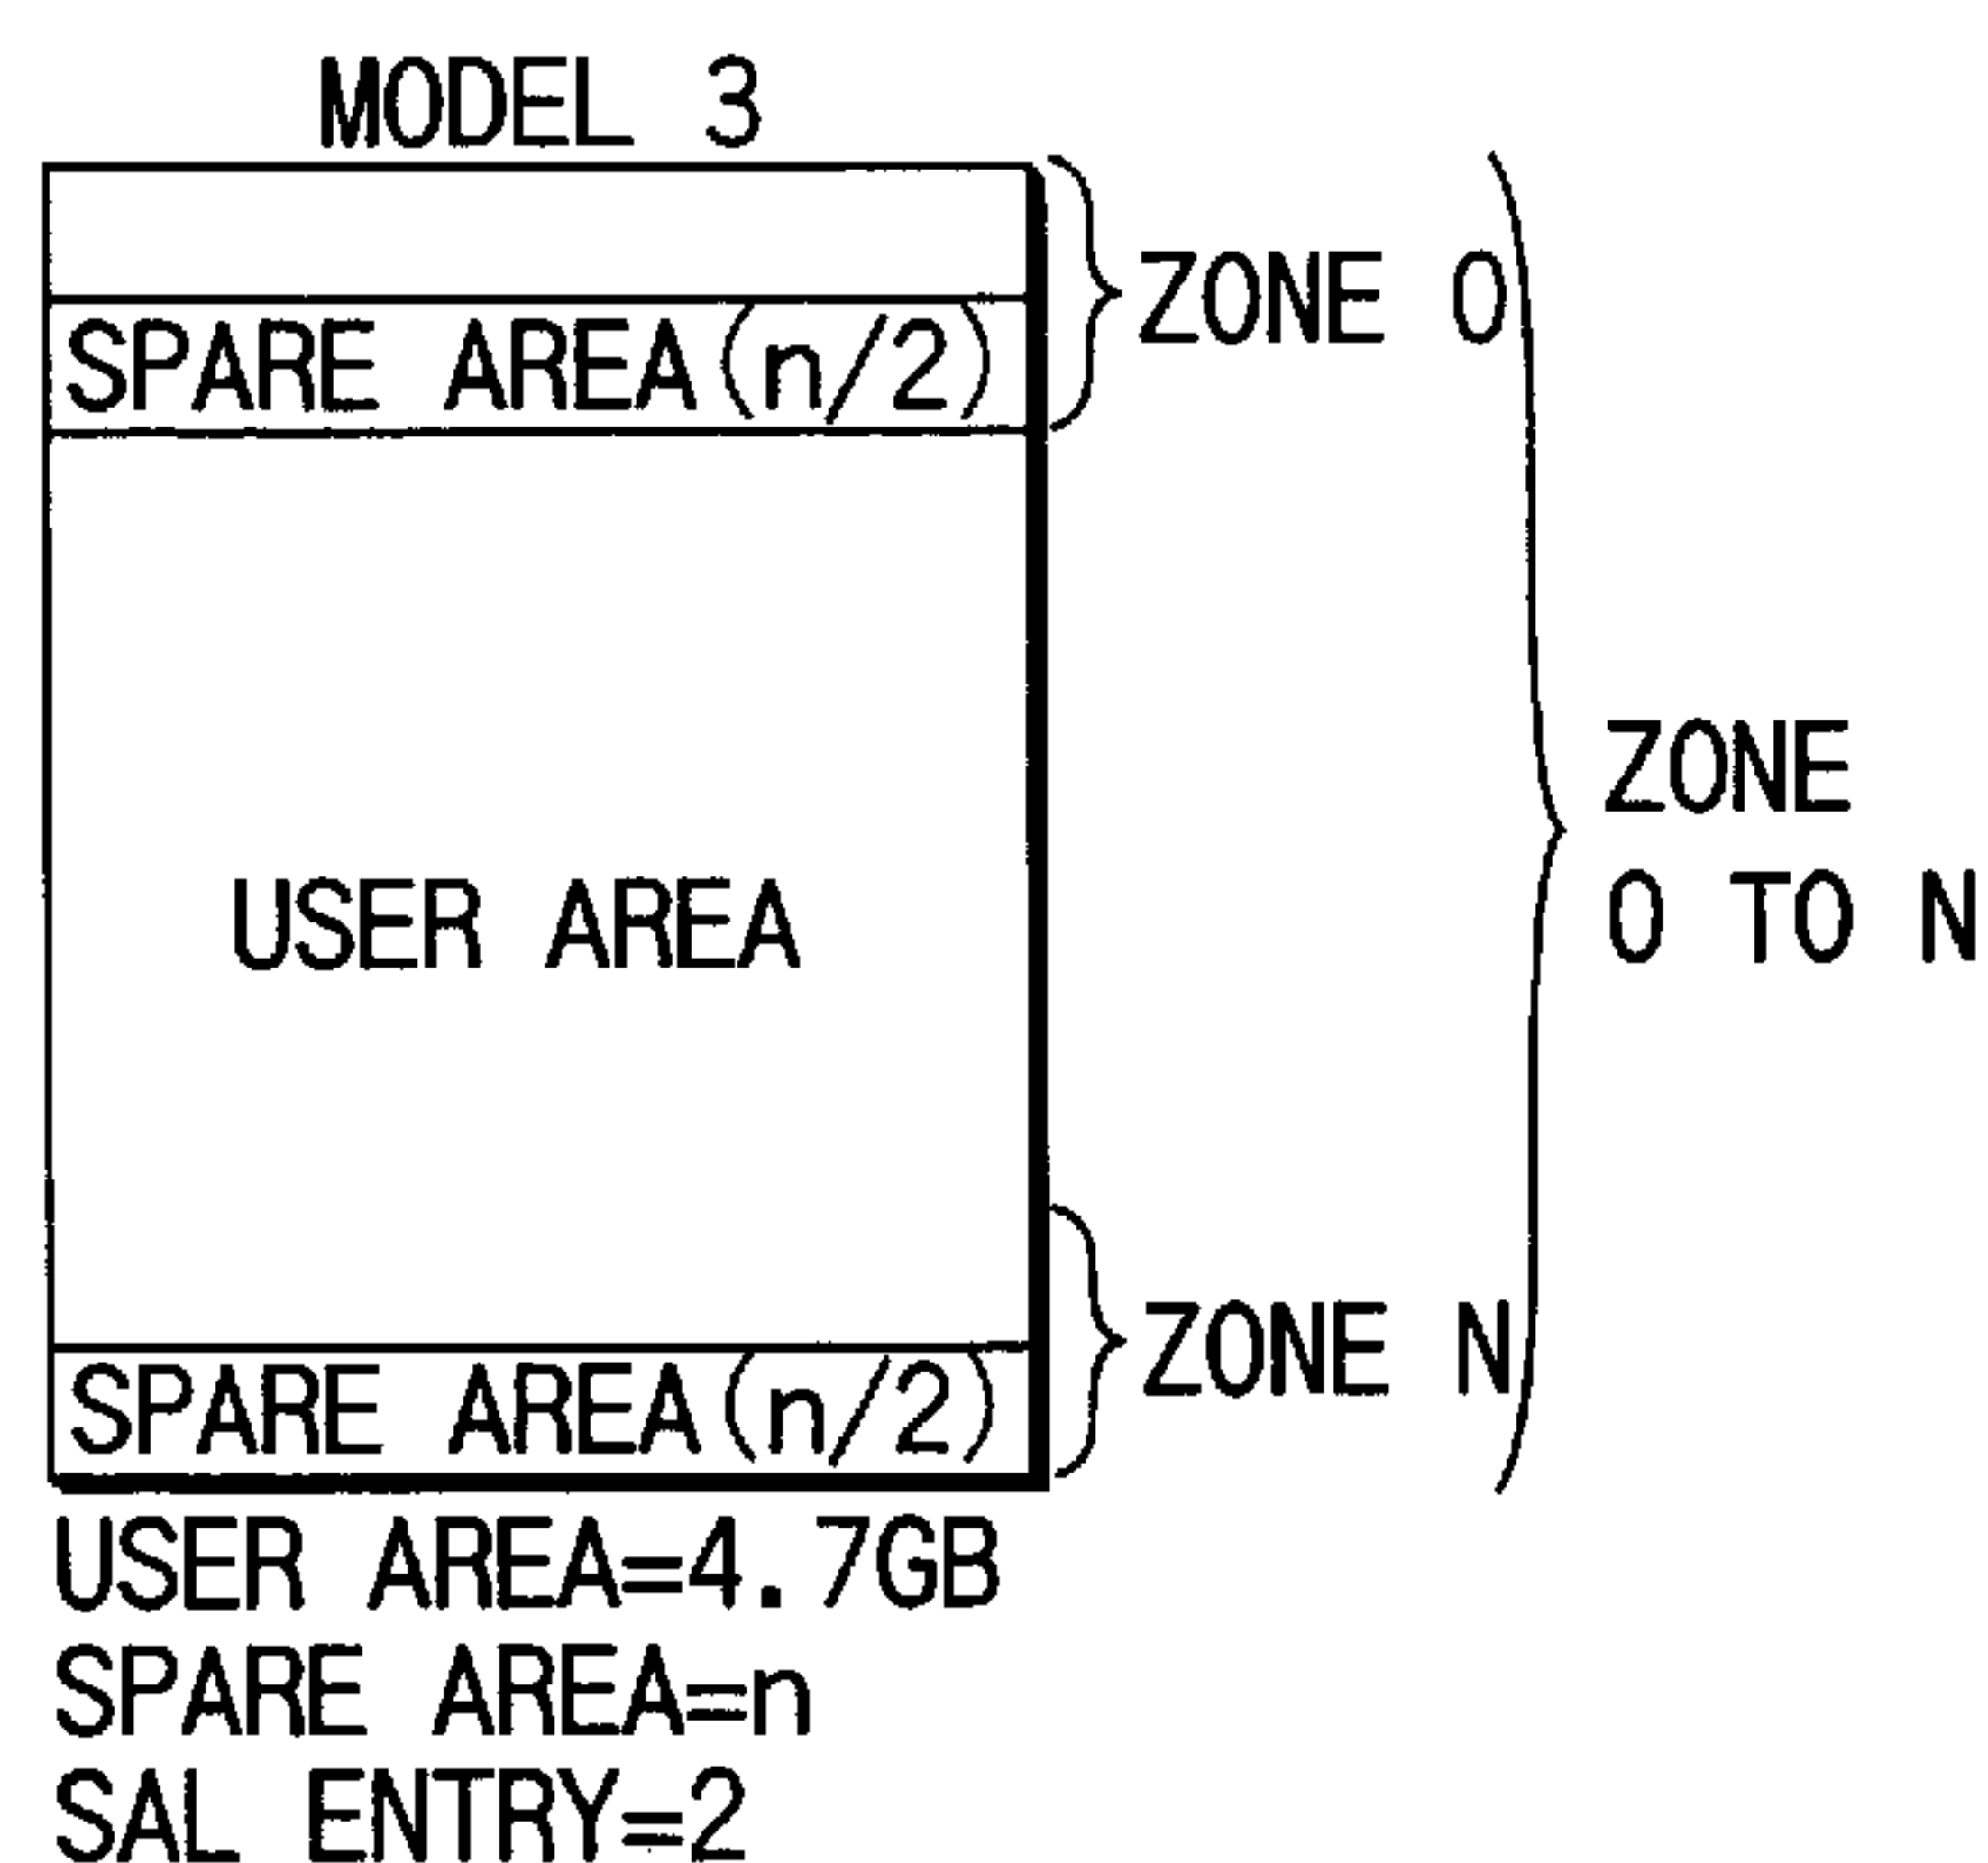 MODEL 3
ZONE 0
SPARE AREA(n/2)
ZONE
0 TO N
USER AREA
ZONE N
SPARE AREA(n/2)
USER AREA=4.7GB
SPARE AREA=n
SAL ENTRY=2